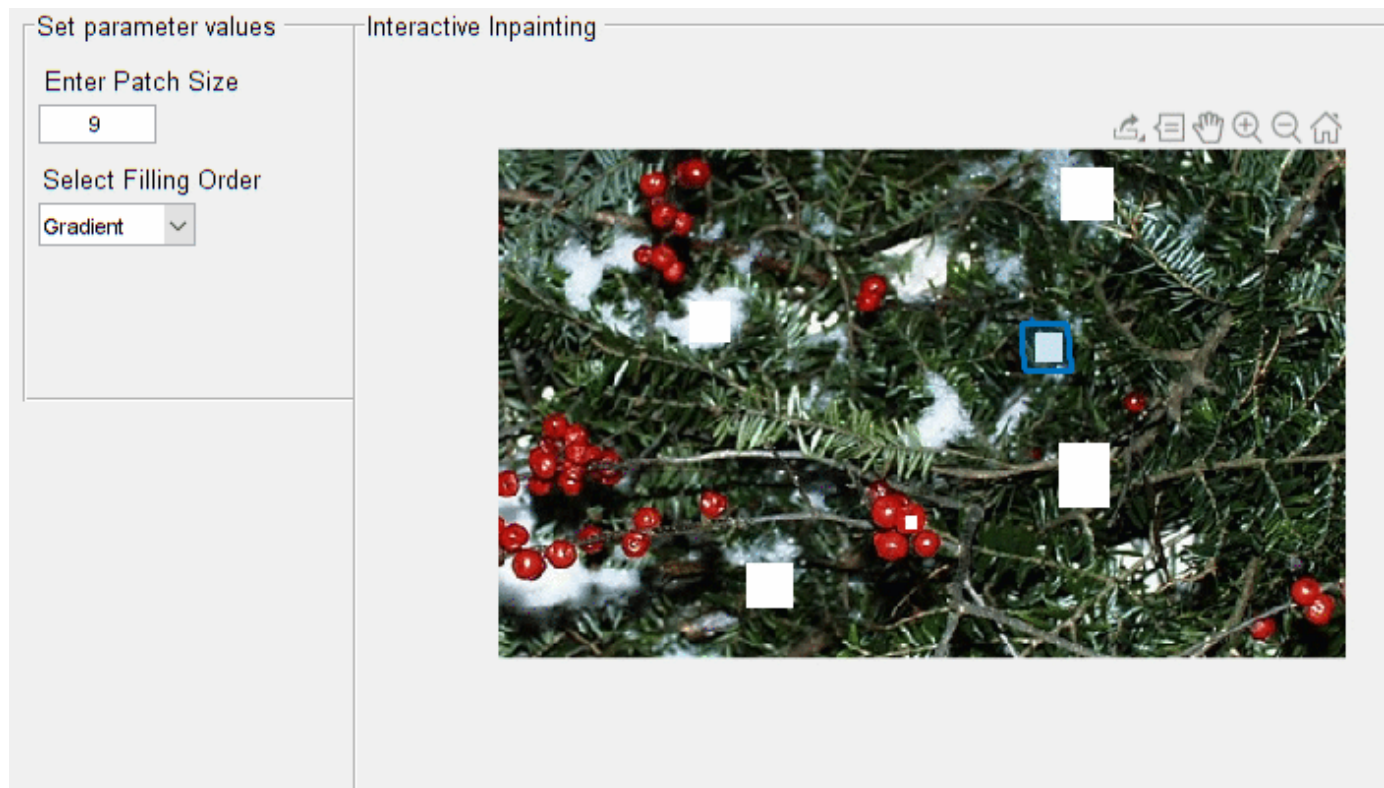 Set parameter values
Interactive Inpainting
Enter Patch Size
9
Select Filling Order
Gradient